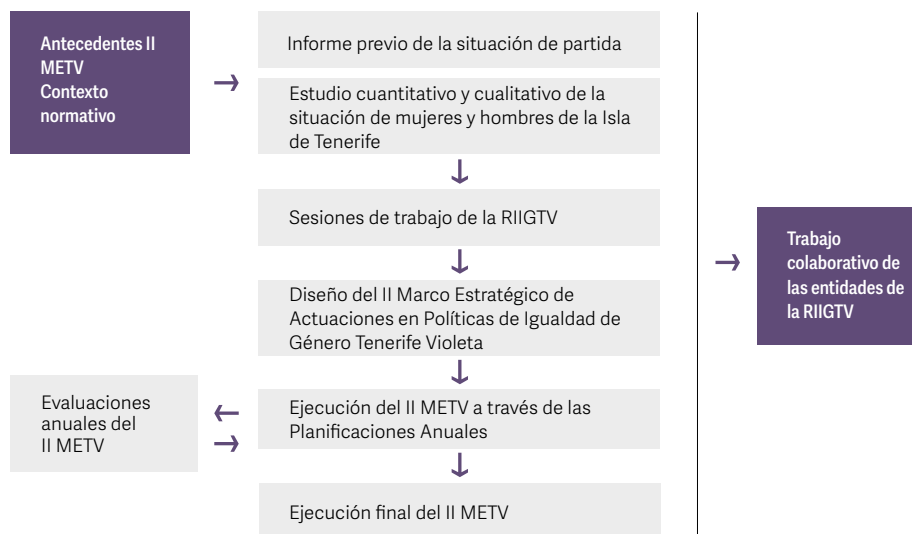 Antecedentes II
METV
Contexto
normativo
→
Informe previo de la situación de partida
Estudio cuantitativo y cualitativo de la
situación de mujeres y hombres de la Isla
de Tenerife
↓
Sesiones de trabajo de la RIIGTV
↓
Diseño del II Marco Estratégico de
Actuaciones en Políticas de Igualdad de
Género Tenerife Violeta
↓
Evaluaciones
anuales del
II METV
←
→
Ejecución del II METV a través de las
Planificaciones Anuales
↓
Ejecución final del II METV
→
Trabajo
colaborativo de
las entidades de
la RIIGTV